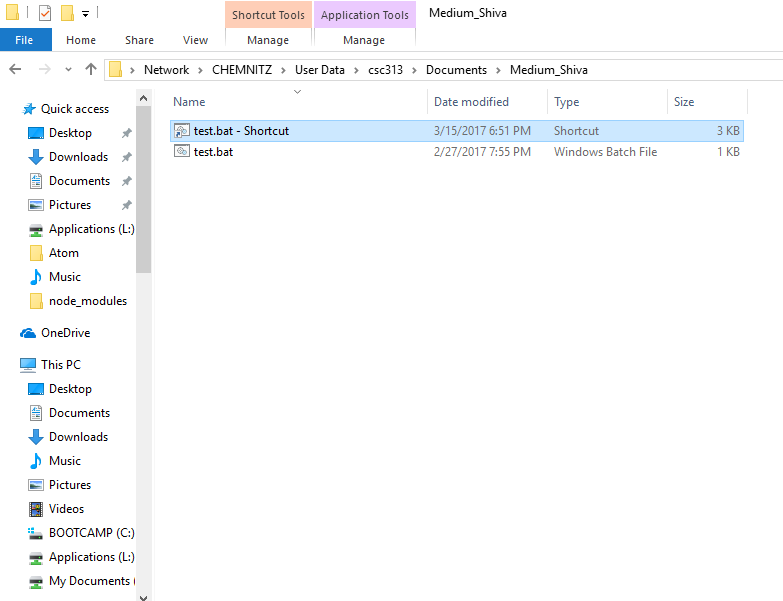 Shortcut Tools Application Tools Medium_Shiva
File Home Share View Manage Manage
Network CHEMNITZ User Data csc313 Documents Medium_Shiva
Name Date modified Type Size
test.bat - Shortcut 3/15/2017 6:51 PM Shortcut 3 KB
test.bat 2/27/2017 7:55 PM Windows Batch File 1 KB
Quick access
Desktop
Downloads
Documents
Pictures
Applications (L:)
Atom
Music
node_modules
OneDrive
This PC
Desktop
Documents
Downloads
Music
Pictures
Videos
BOOTCAMP (C:)
Applications (L:)
My Documents (